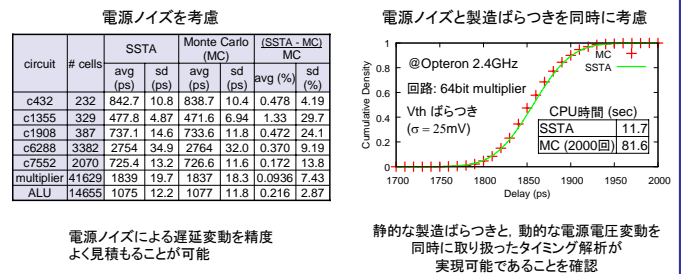 電源ノイズを考慮
circuit # cells SSTA Monte Carlo (MC) (SSTA - MC) MC
avg (ps) sd (ps) avg (ps) sd (ps) avg (%) sd (%)
c432 232 842.7 10.8 838.7 10.4 0.478 4.19
c1355 329 477.8 4.87 471.6 6.94 1.33 29.7
c1908 387 737.1 14.6 733.6 11.8 0.472 24.1
c6288 3382 2754 34.9 2764 32.0 0.370 9.19
c7552 2070 725.4 13.2 726.6 11.6 0.172 13.8
multiplier 41629 1839 19.7 1837 18.3 0.0936 7.43
ALU 14655 1075 12.2 1077 11.8 0.216 2.87
電源ノイズによる遅延変動を精度
よく見積もることが可能
電源ノイズと製造ばらつきを同時に考慮
Cumulative Density
1
0.8
0.6
0.4
0.2
0
1700 1750 1800 1850 1900 1950 2000
Delay (ps)
MC
SSTA
@Opteron 2.4GHz
回路: 64bit multiplier
Vth ばらつき
(σ = 25mV)
CPU時間 (sec)
SSTA 11.7
MC (2000回) 81.6
静的な製造ばらつきと, 動的な電源電圧変動を
同時に取り扱ったタイミング解析が
実現可能であることを確認